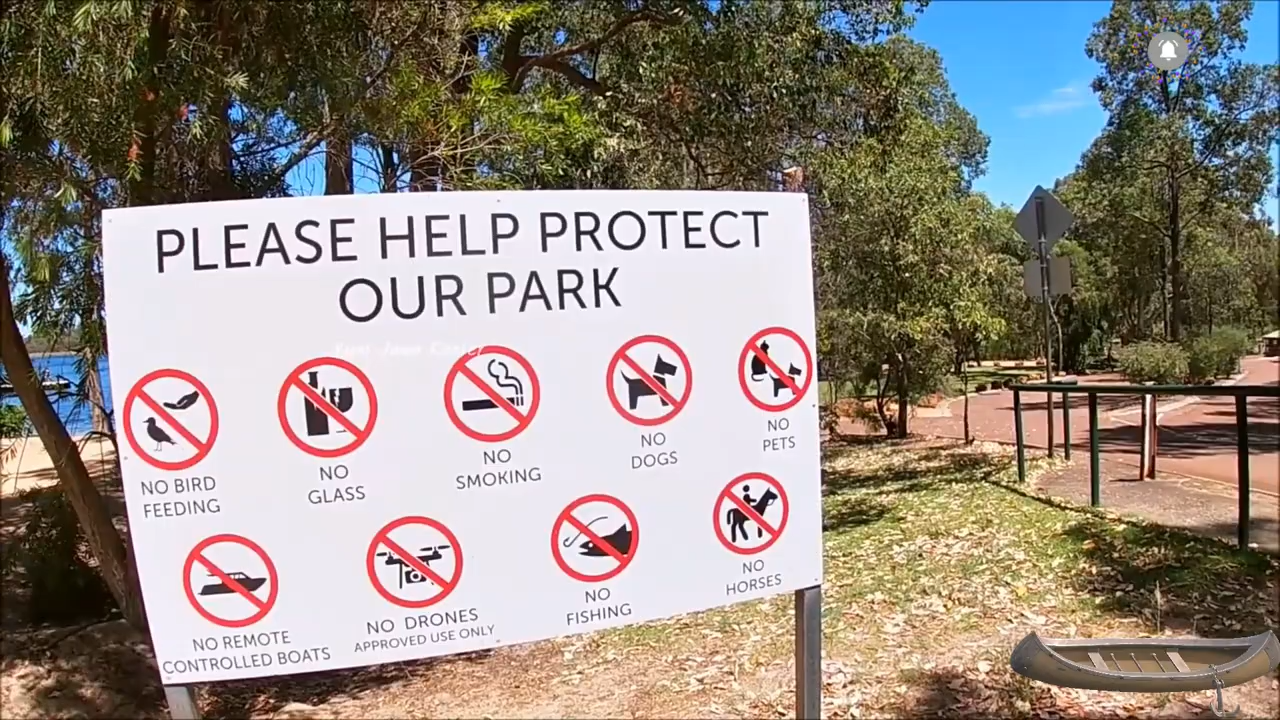 PLEASE HELP PROTECT
OUR PARK
NO BIRD
FEEDING
NO
GLASS
NO
SMOKING
NO
DOGS
NO
PETS
NO REMOTE
CONTROLLED BOATS
NO DRONES
APPROVED USE ONLY
NO
FISHING
NO
HORSES